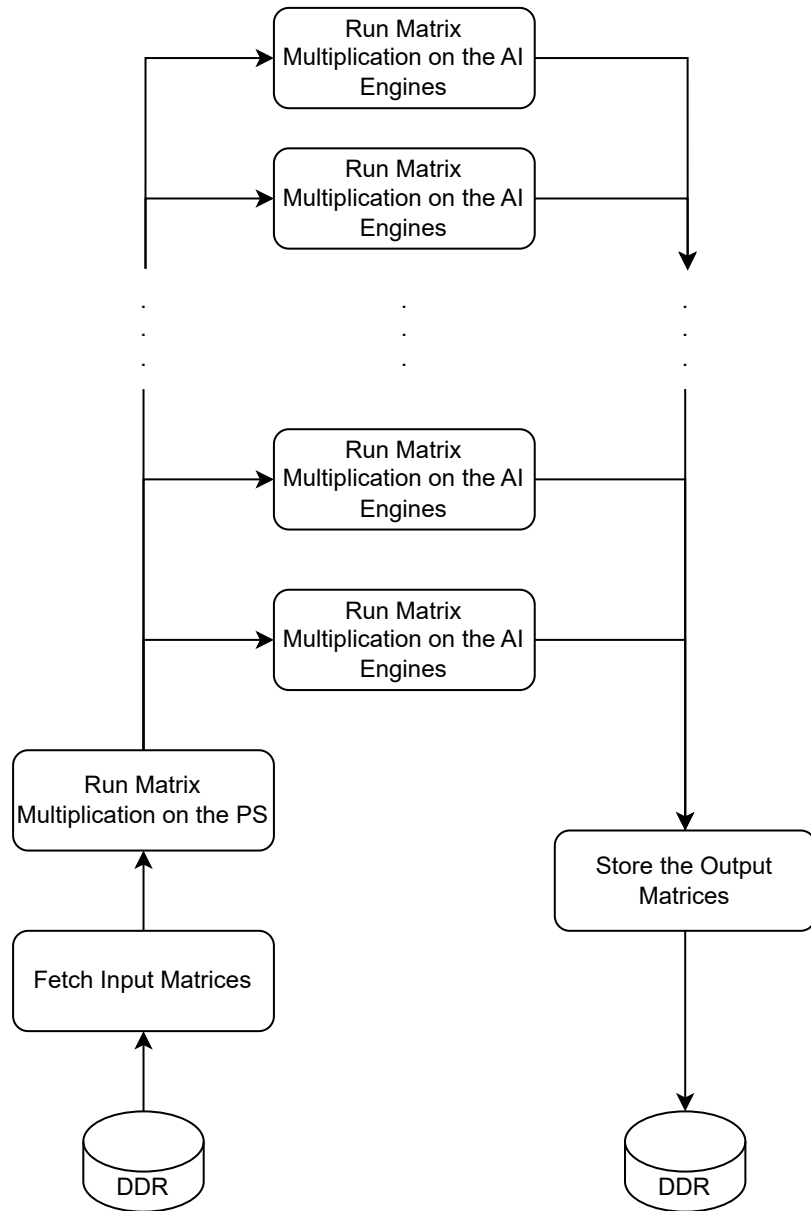 Run Matrix
Multiplication on the AI
Engines
Run Matrix
Multiplication on the AI
Engines
Run Matrix
Multiplication on the AI
Engines
Run Matrix
Multiplication on the AI
Engines
Run Matrix
Multiplication on the PS
Store the Output
Matrices
Fetch Input Matrices
DDR
DDR